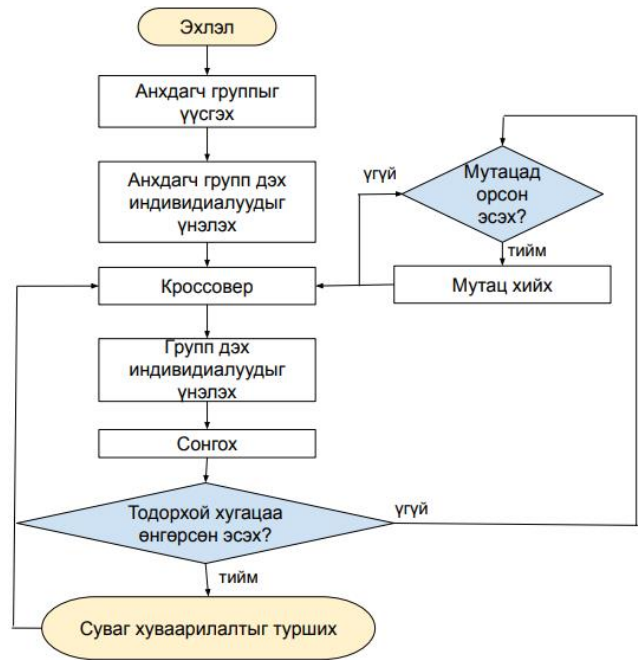 Эхлэл
Анхдагч группыг
үүсгэх
Анхдагч групп дэх
индивидиалуудыг
үнэлэх
үгүй
Мутацад
орсон
эсэх?
тийм
Кроссовер
Мутац хийх
Групп дэх
индивидиалуудыг
үнэлэх
Сонгох
Тодорхой хугацаа
өнгөрсөн эсэх?
үгүй
тийм
Суваг хуваарилалтыг турших